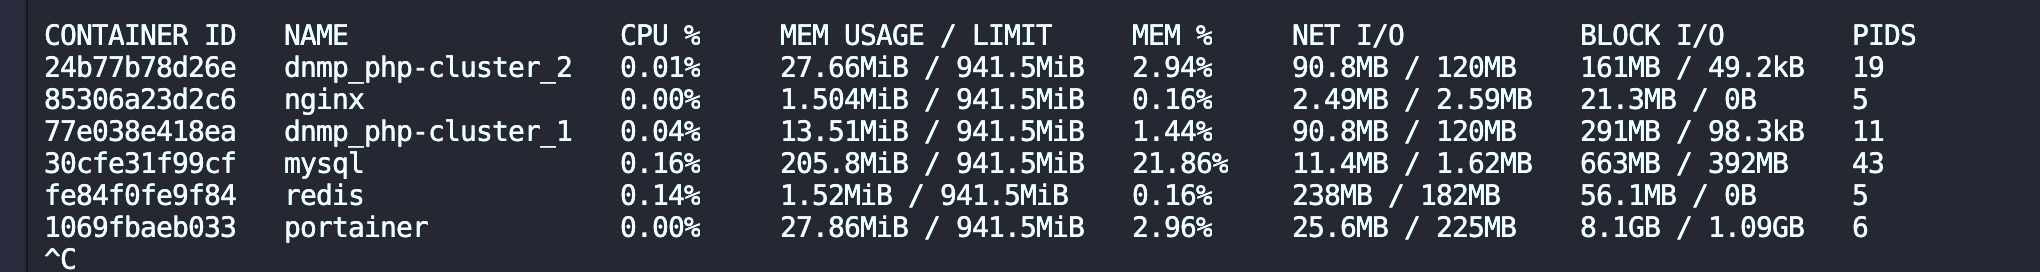 CONTAINER ID   NAME                 CPU %     MEM USAGE / LIMIT     MEM %     NET I/O           BLOCK I/O         PIDS
24b77b78d26e   dnmp_php-cluster_2   0.01%     27.66MiB / 941.5MiB   2.94%     90.8MB / 120MB    161MB / 49.2kB    19
85306a23d2c6   nginx                0.00%     1.504MiB / 941.5MiB   0.16%     2.49MB / 2.59MB   21.3MB / 0B       5
77e038e418ea   dnmp_php-cluster_1   0.04%     13.51MiB / 941.5MiB   1.44%     90.8MB / 120MB    291MB / 98.3kB    11
30cfe31f99cf   mysql                0.16%     205.8MiB / 941.5MiB   21.86%    11.4MB / 1.62MB   663MB / 392MB     43
fe84f0fe9f84   redis                0.14%     1.52MiB / 941.5MiB    0.16%     238MB / 182MB     56.1MB / 0B       5
1069fbaeb033   portainer            0.00%     27.86MiB / 941.5MiB   2.96%     25.6MB / 225MB    8.1GB / 1.09GB    6
^C